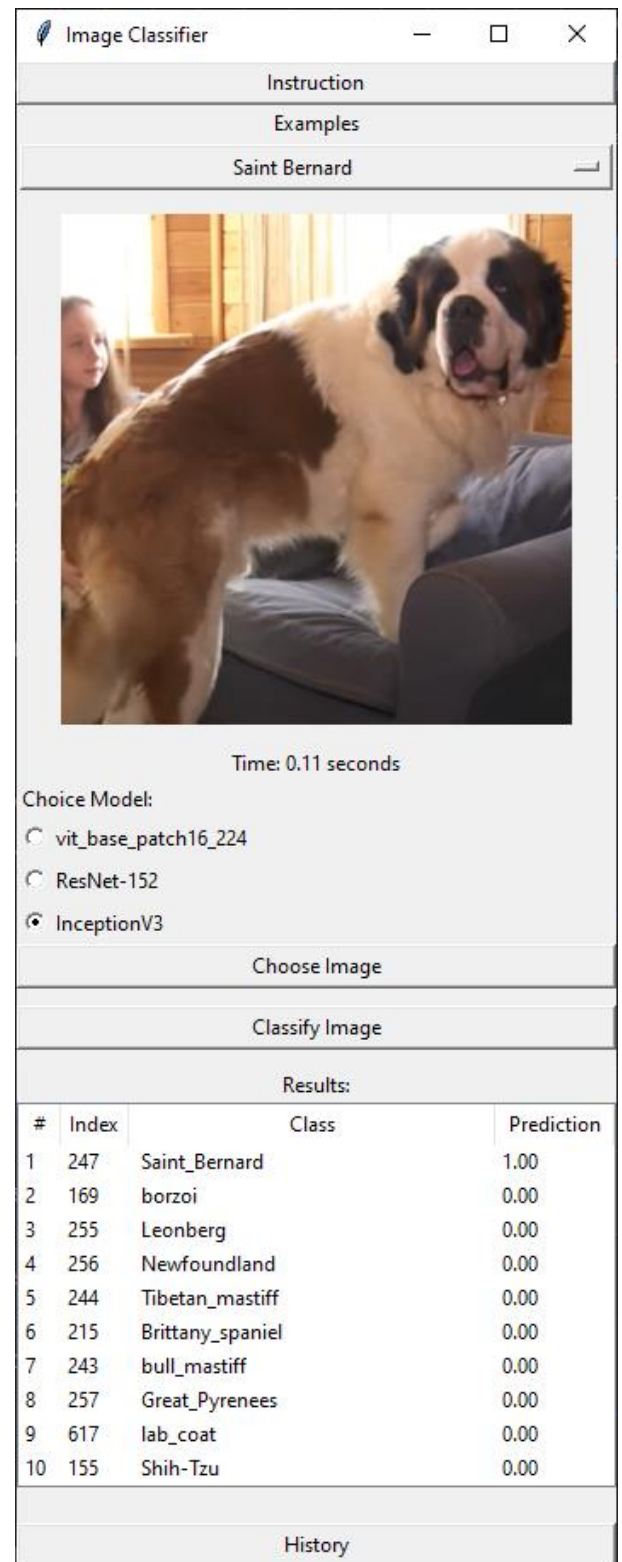 Image Classifier
Instruction
Examples
Saint Bernard
Time: 0.11 seconds
Choice Model:
vit_base_patch16_224
ResNet-152
InceptionV3
Choose Image
Classify Image
Results:
# Index Class Prediction
1 247 Saint_Bernard 1.00
2 169 borzoi 0.00
3 255 Leonberg 0.00
4 256 Newfoundland 0.00
5 244 Tibetan_mastiff 0.00
6 215 Brittany_spaniel 0.00
7 243 bull_mastiff 0.00
8 257 Great_Pyrenees 0.00
9 617 lab_coat 0.00
10 155 Shih-Tzu 0.00
History